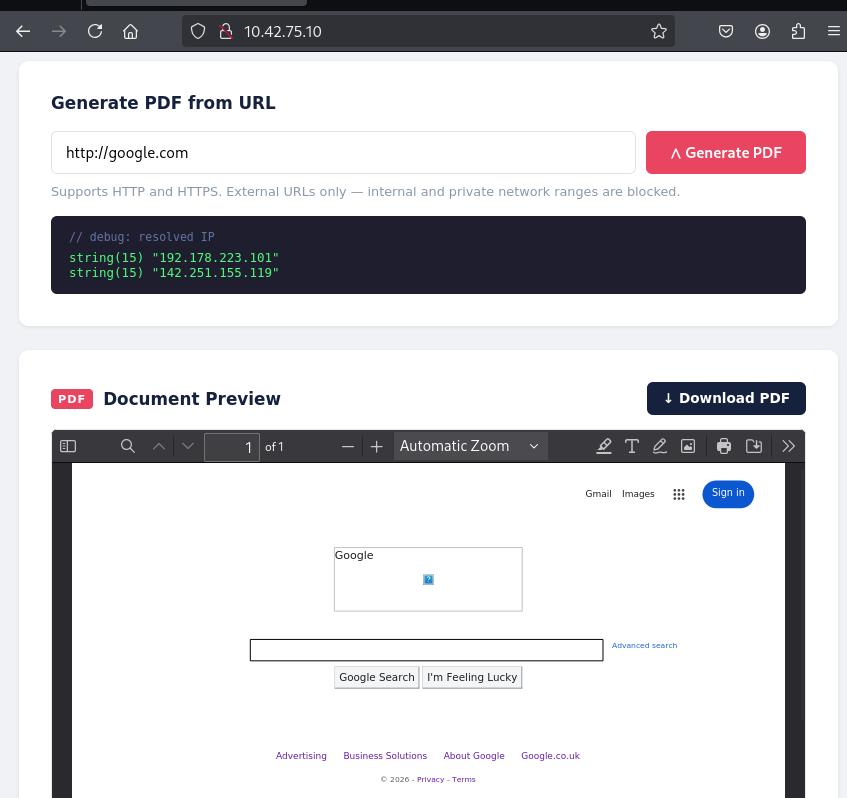 10.42.75.10
Generate PDF from URL
http://google.com
Generate PDF
Supports HTTP and HTTPS. External URLs only — internal and private network ranges are blocked.
// debug: resolved IP
string(15) "192.178.223.101"
string(15) "142.251.155.119"
PDF Document Preview
↓ Download PDF
1 of 1
Automatic Zoom
Gmail Images Sign in
Google
Advanced search
Google Search I'm Feeling Lucky
Advertising Business Solutions About Google Google.co.uk
© 2026 - Privacy - Terms